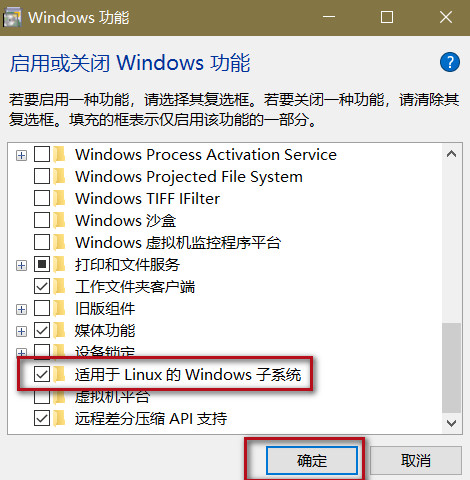 Windows 功能
启用或关闭 Windows 功能
?
若要启用一种功能，请选择其复选框。若要关闭一种功能，请清除其
复选框。填充的框表示仅启用该功能的一部分。
Windows Process Activation Service
Windows Projected File System
Windows TIFF IFilter
Windows 沙盒
Windows 虚拟机监控程序平台
打印和文件服务
工作文件夹客户端
旧版组件
媒体功能
设备锁定
适用于 Linux 的 Windows 子系统
虚拟机平台
远程差分压缩 API 支持
确定 取消